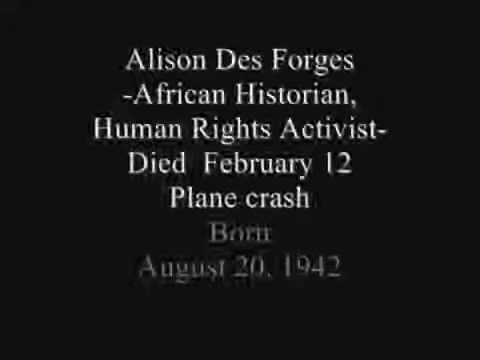 Alison Des Forges
-African Historian,
Human Rights Activist-
Died February 12
Plane crash
Born
August 20, 1942